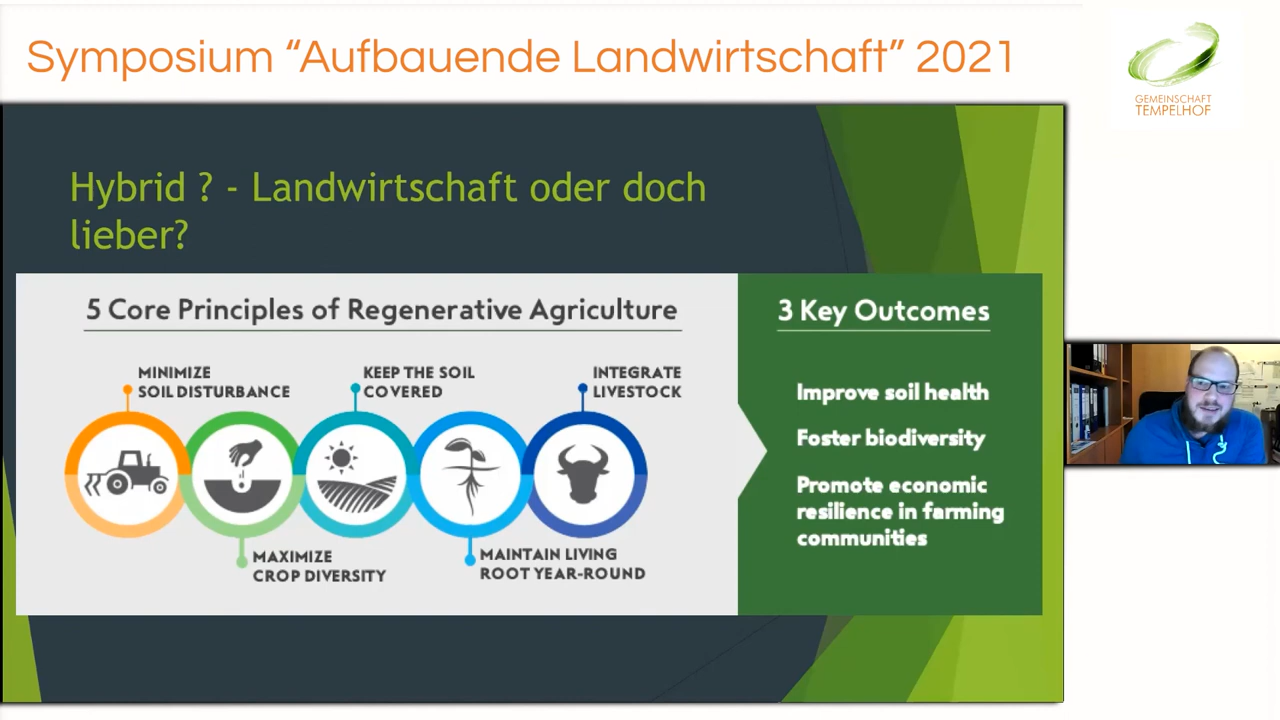 Symposium “Aufbauende Landwirtschaft” 2021
GEMEINSCHAFT
TEMPELHOF
Hybrid ? - Landwirtschaft oder doch
lieber?
5 Core Principles of Regenerative Agriculture
MINIMIZE
SOIL DISTURBANCE
KEEP THE SOIL
COVERED
INTEGRATE
LIVESTOCK
MAXIMIZE
CROP DIVERSITY
MAINTAIN LIVING
ROOT YEAR-ROUND
3 Key Outcomes
Improve soil health
Foster biodiversity
Promote economic
resilience in farming
communities